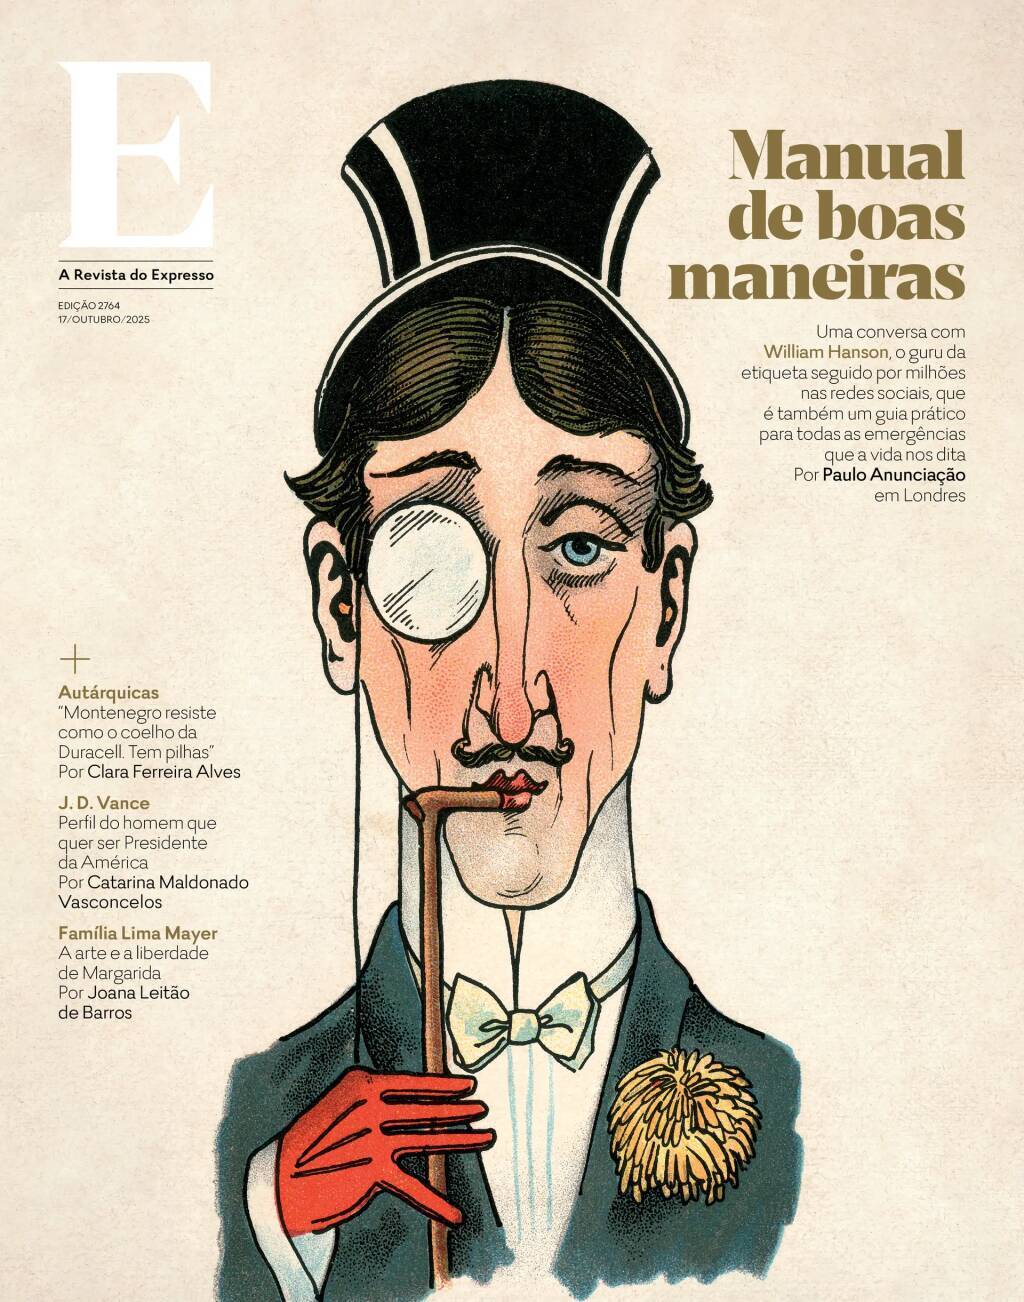 E
A Revista do Expresso
EDIÇÃO 2764
17/OUTUBRO/2025
Manual
de boas
maneiras
Uma conversa com
William Hanson, o guru da
etiqueta seguido por milhões
nas redes sociais, que
é também um guia prático
para todas as emergências
que a vida nos dita
Por Paulo Anunciação
em Londres
+
Autárquicas
“Montenegro resiste
como o coelho da
Duracell. Tem pilhas”
Por Clara Ferreira Alves
J. D. Vance
Perfil do homem que
quer ser Presidente
da América
Por Catarina Maldonado
Vasconcelos
Família Lima Mayer
A arte e a liberdade
de Margarida
Por Joana Leitão
de Barros